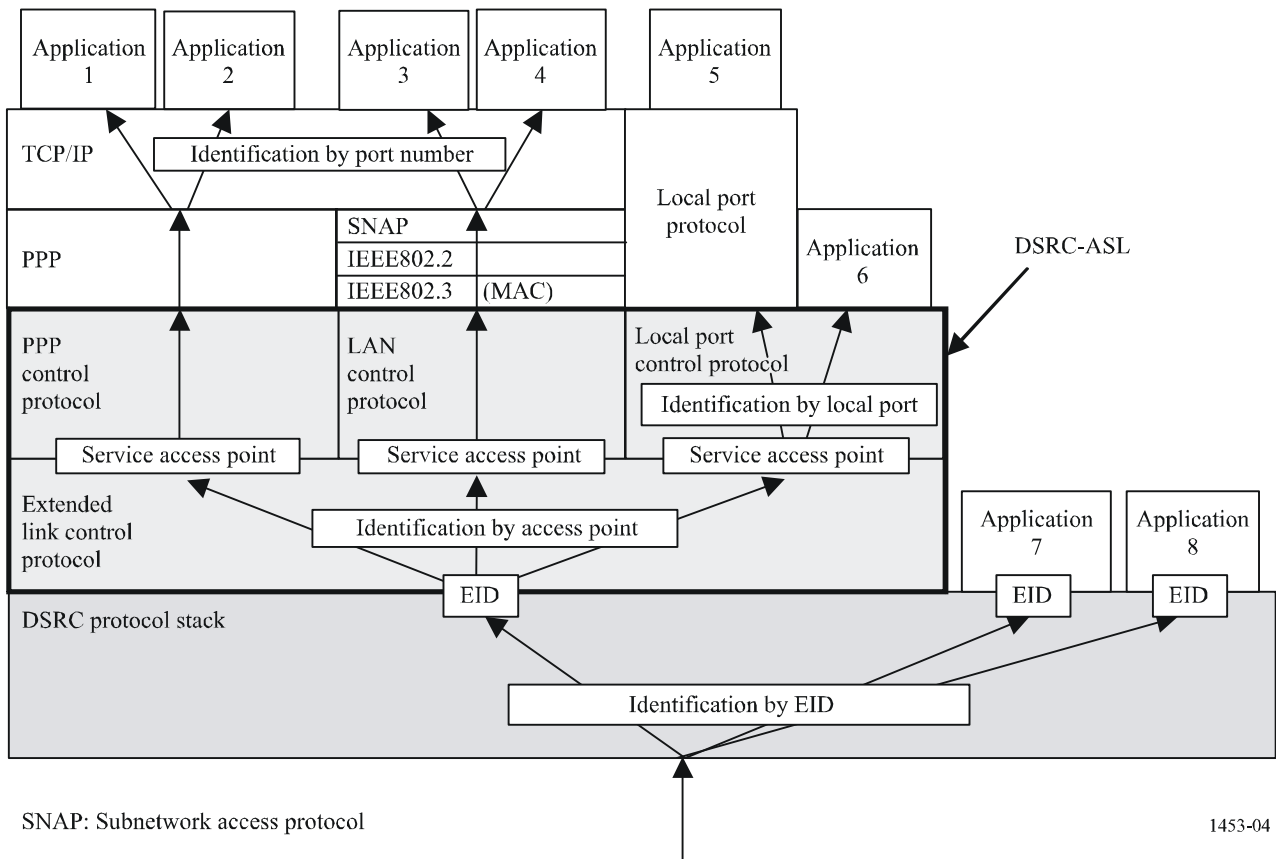 Application
1
Application
2
Application
3
Application
4
Application
5
TCP/IP
Identification by port number
Local port
protocol
PPP
SNAP
IEEE802.2
IEEE802.3 (MAC)
Application
6
DSRC-ASL
PPP
control
protocol
LAN
control
protocol
Local port
control protocol
Identification by local port
Service access point
Service access point
Service access point
Extended
link control
protocol
Identification by access point
Application
7
Application
8
EID
EID
EID
DSRC protocol stack
Identification by EID
SNAP: Subnetwork access protocol
1453-04